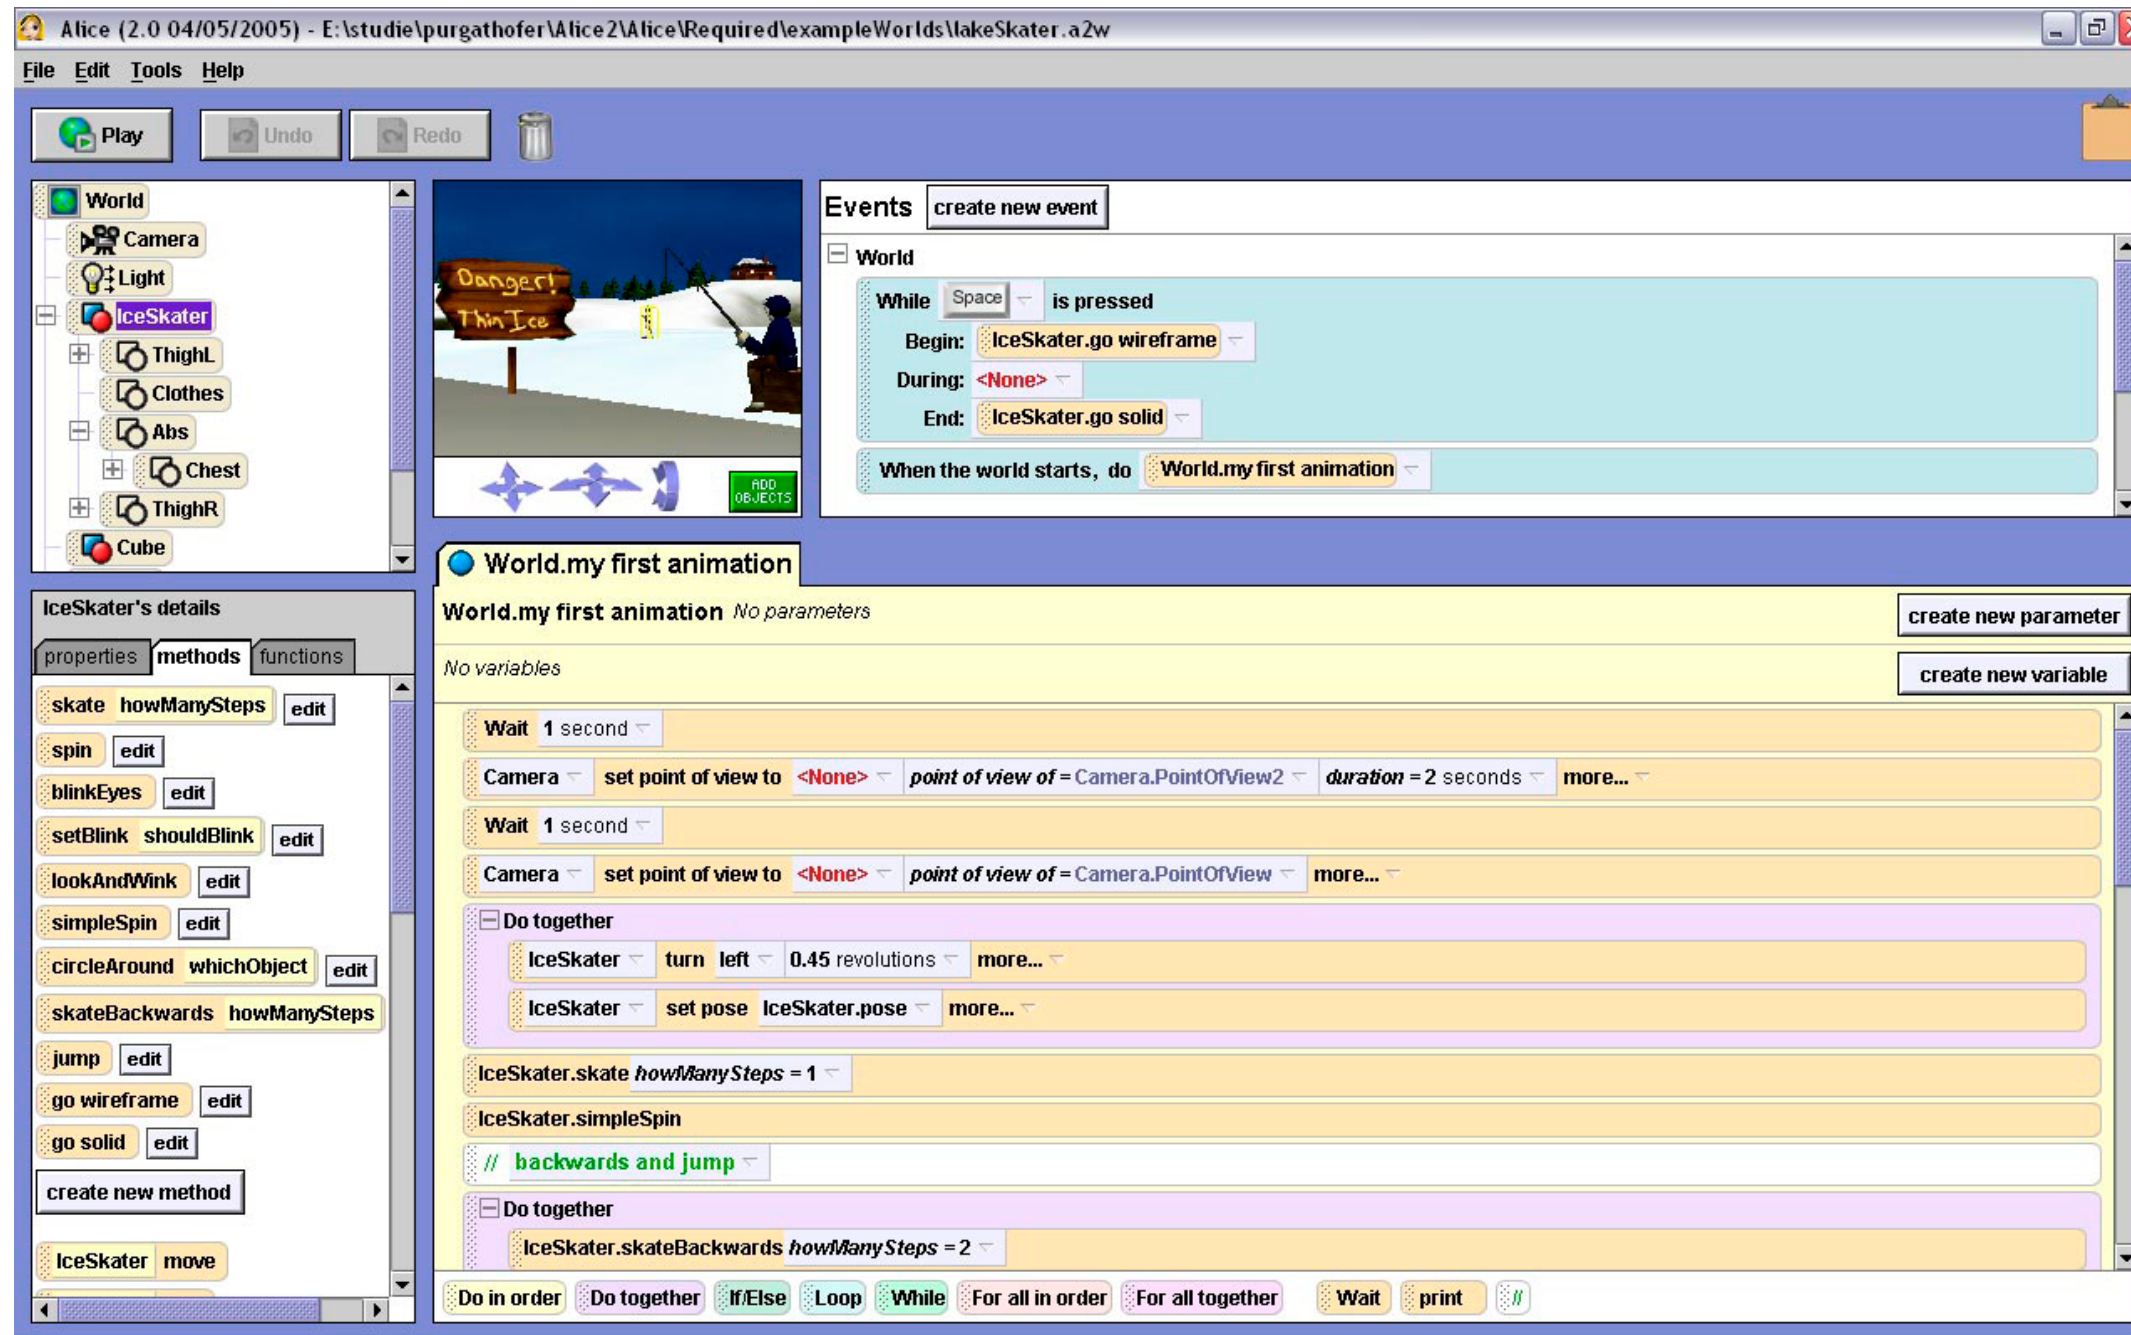 Alice (2.0 04/05/2005) - E:\studie\purgathofer\Alice2\Alice\Required\exampleWorlds\lakeSkater.a2w
File Edit Tools Help
Play Undo Redo
World
Camera
Light
IceSkater
ThighL
Clothes
Abs
Chest
ThighR
Cube
Danger!
Thin Ice
ADD
OBJECTS
Events create new event
World
While Space is pressed
Begin: IceSkater.go wireframe
During: <None>
End: IceSkater.go solid
When the world starts, do World.my first animation
IceSkater's details
properties methods functions
skate howManySteps edit
spin edit
blinkEyes edit
setBlink shouldBlink edit
lookAndWink edit
simpleSpin edit
circleAround whichObject edit
skateBackwards howManySteps
jump edit
go wireframe edit
go solid edit
create new method
IceSkater move
World.my first animation
World.my first animation No parameters create new parameter
No variables create new variable
Wait 1 second
Camera set point of view to <None> point of view of = Camera.PointOfView2 duration = 2 seconds more...
Wait 1 second
Camera set point of view to <None> point of view of = Camera.PointOfView more...
Do together
IceSkater turn left 0.45 revolutions more...
IceSkater set pose IceSkater.pose more...
IceSkater.skate howManySteps = 1
IceSkater.simpleSpin
// backwards and jump
Do together
IceSkater.skateBackwards howManySteps = 2
Do in order Do together If/Else Loop While For all in order For all together Wait print //